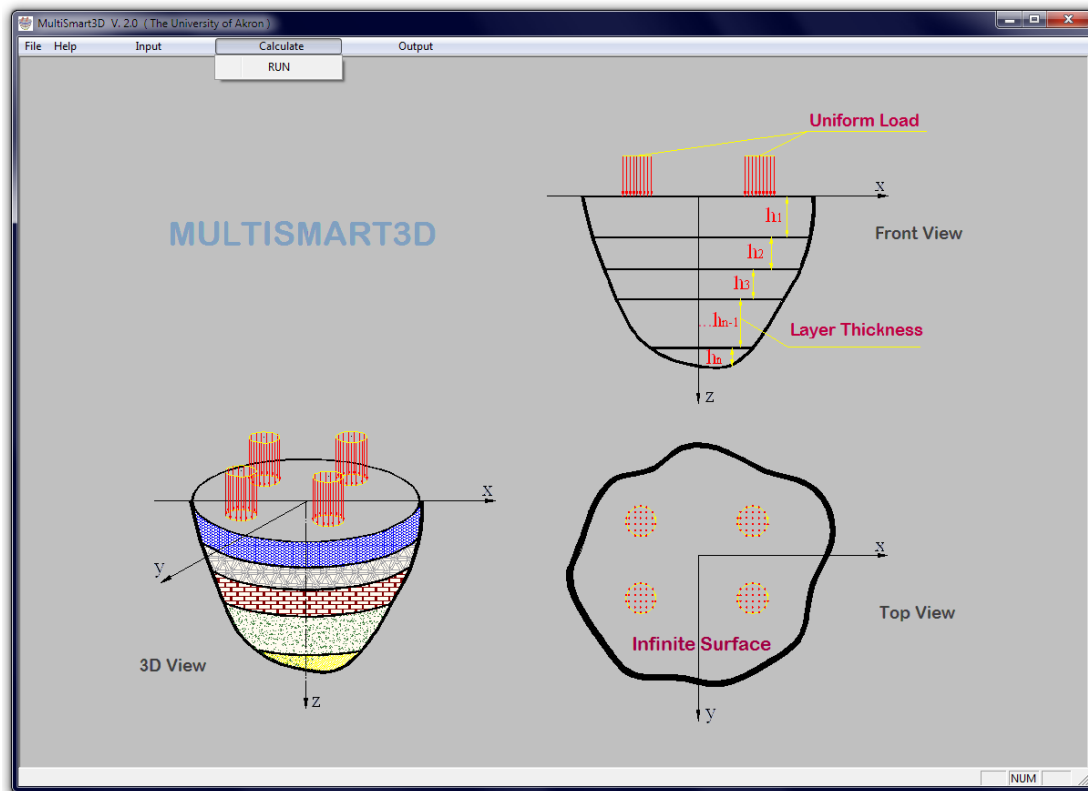 MultiSmart3D V. 2.0 ( The University of Akron )
File Help Input Calculate Output
RUN
MULTISMART3D
Uniform Load
x
h1
h2
h3
...hn-1
hn
Front View
Layer Thickness
z
x
y
z
3D View
x
y
Top View
Infinite Surface
NUM